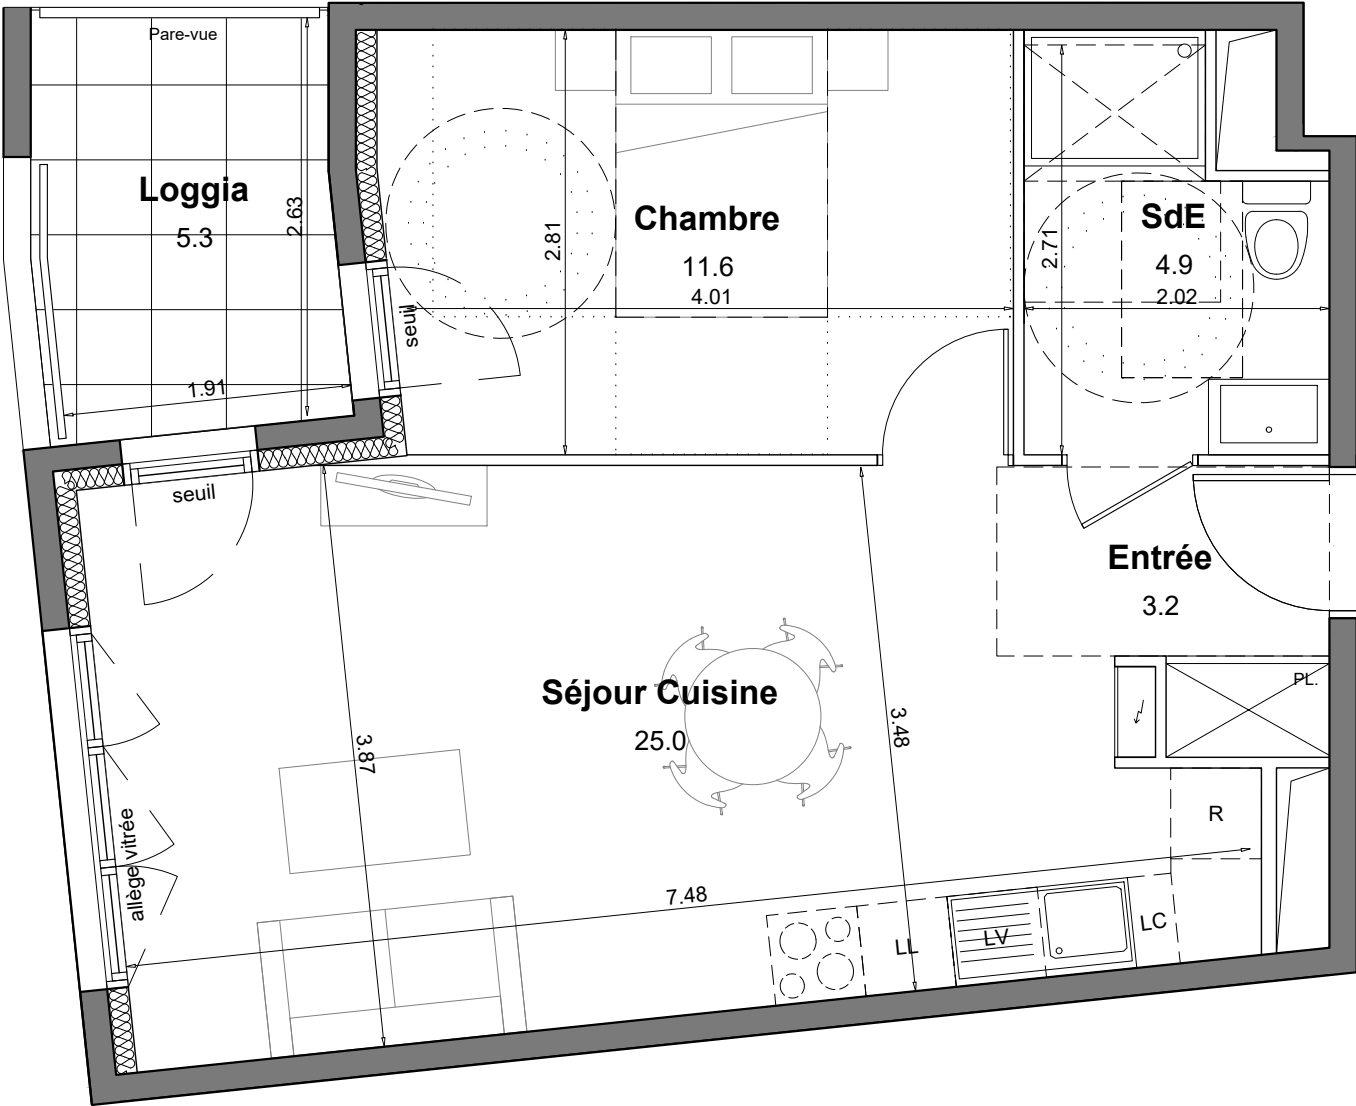 Pare-vue
Loggia
5.3
2.63
1.91
seuil
Chambre
11.6
4.01
2.81
SdE
4.9
2.02
2.71
seuil
Entrée
3.2
PL.
Séjour Cuisine
25.0
3.87
3.48
7.48
allège vitrée
R
LL
LV
LC